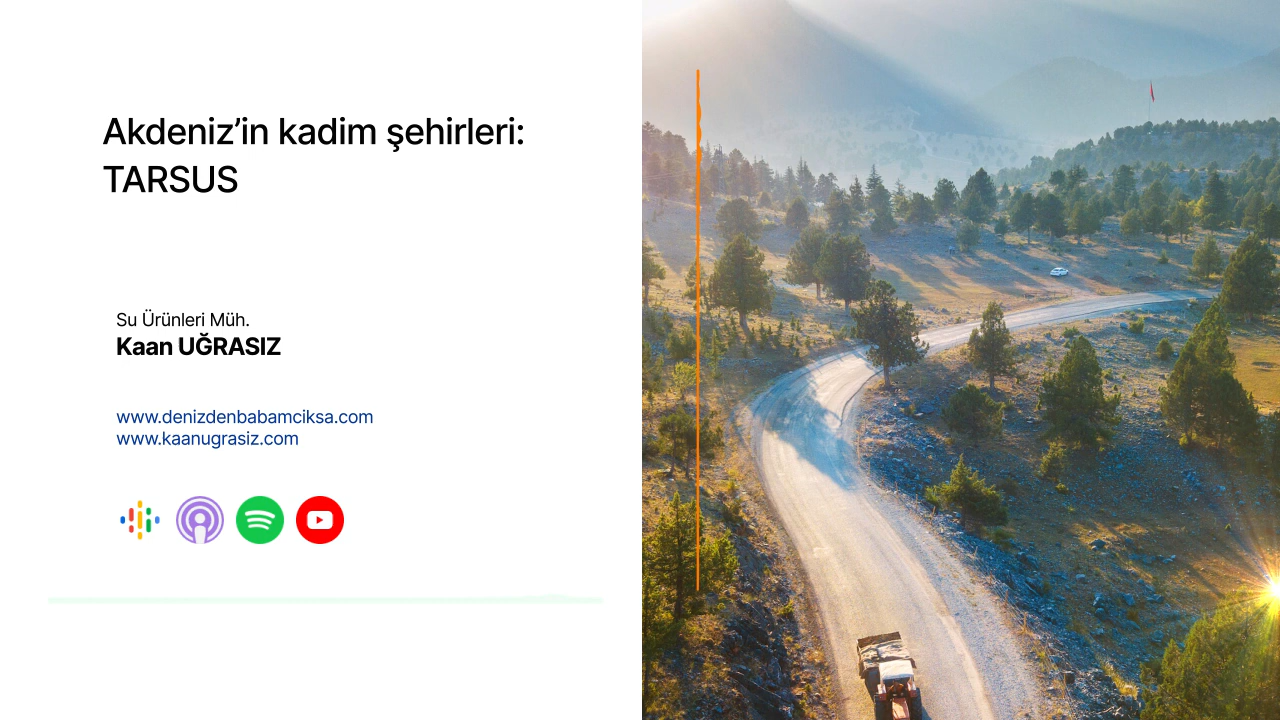 Akdeniz’in kadim şehirleri:
TARSUS
Su Ürünleri Müh.
Kaan UĞRASIZ
www.denizdenbabamciksa.com
www.kaanugrasiz.com